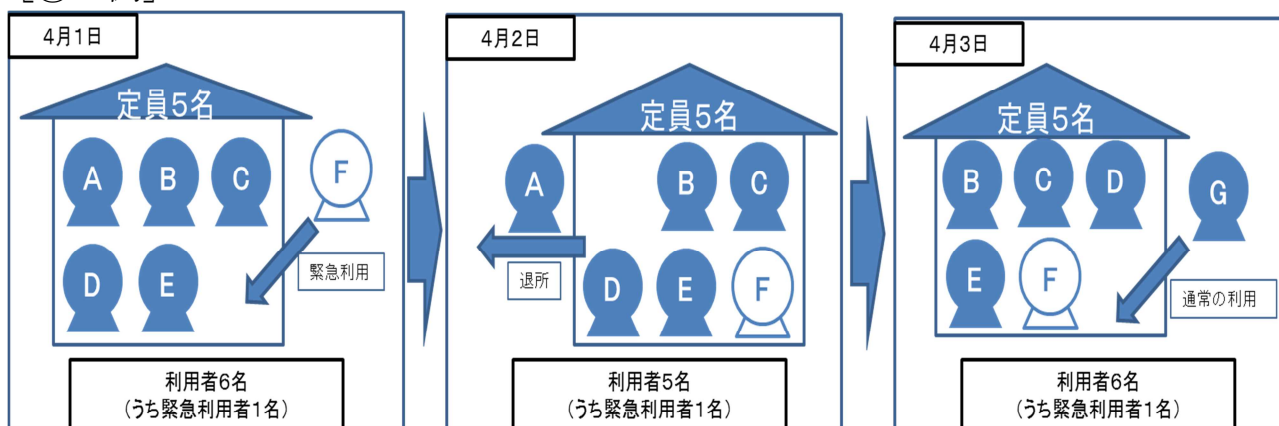 4月1日
定員5名
A B C F
D E
緊急利用
利用者6名
(うち緊急利用者1名)
4月2日
定員5名
A B C
退所
D E F
利用者5名
(うち緊急利用者1名)
4月3日
定員5名
B C D G
E F
通常の利用
利用者6名
(うち緊急利用者1名)